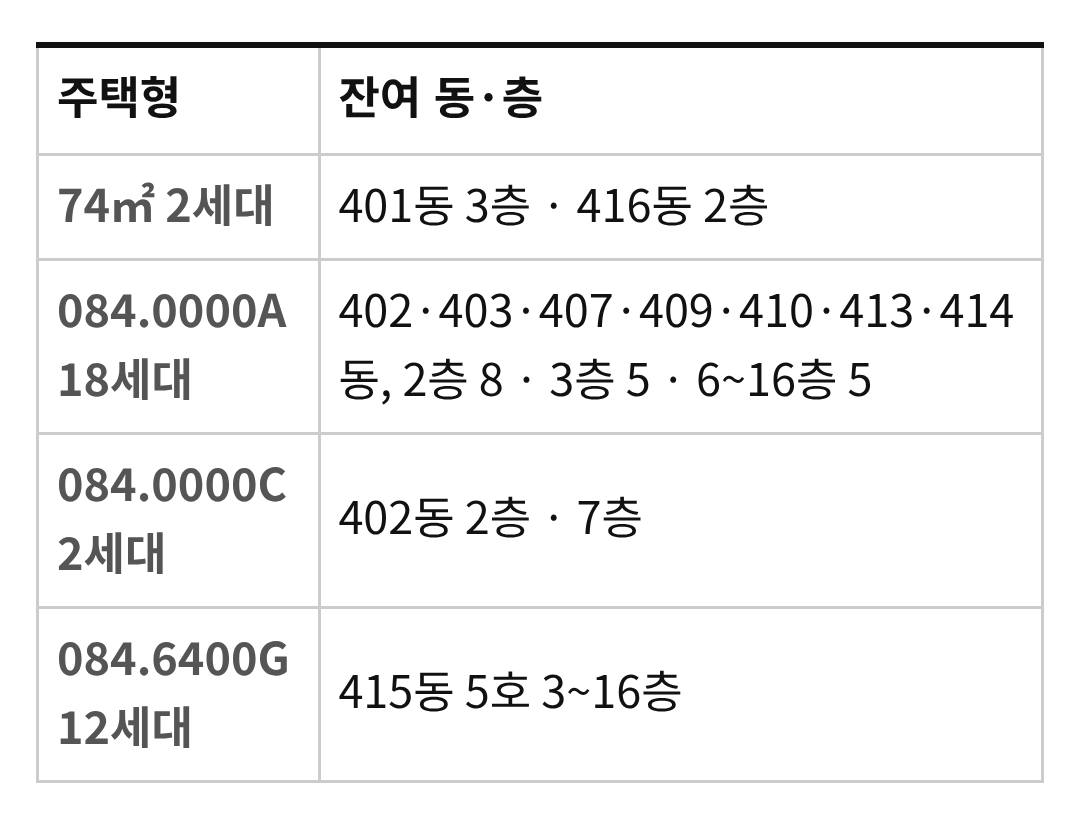 주택형
잔여 동·층
74㎡ 2세대
401동 3층 · 416동 2층
084.0000A
18세대
402·403·407·409·410·413·414
동, 2층 8 · 3층 5 · 6~16층 5
084.0000C
2세대
402동 2층 · 7층
084.6400G
12세대
415동 5호 3~16층